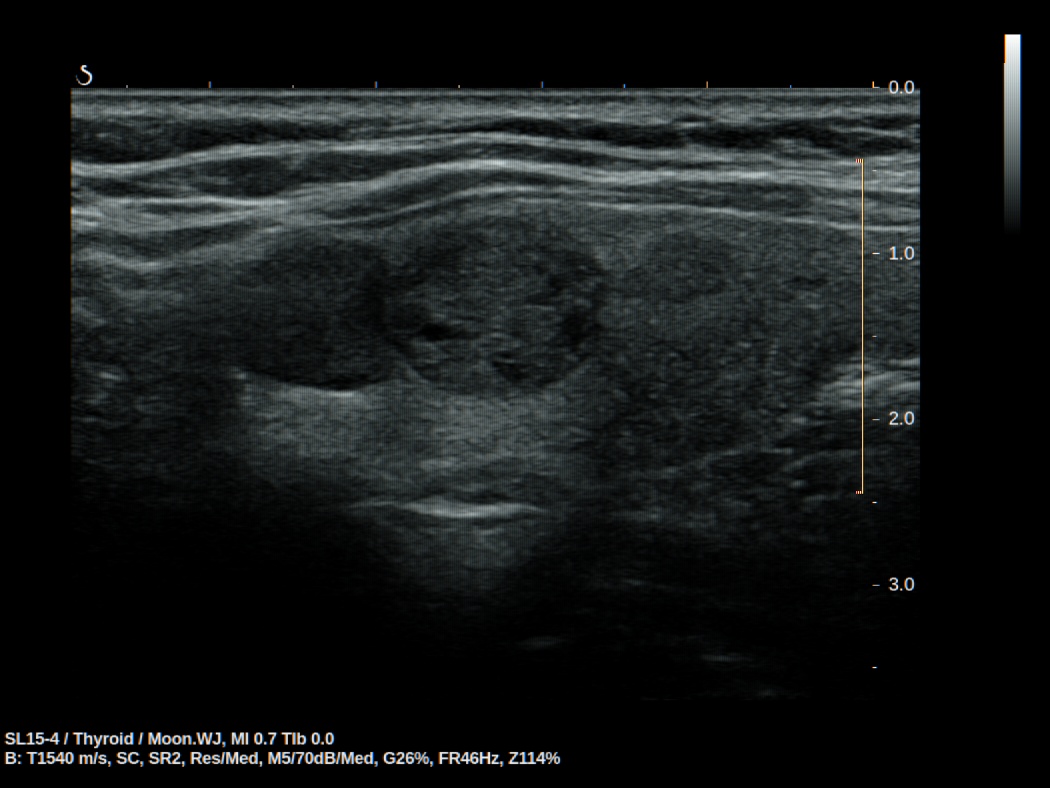 0.0
1.0
2.0
3.0
SL15-4 / Thyroid / Moon.WJ, MI 0.7 TIb 0.0
B: T1540 m/s, SC, SR2, Res/Med, M5/70dB/Med, G26%, FR46Hz, Z114%